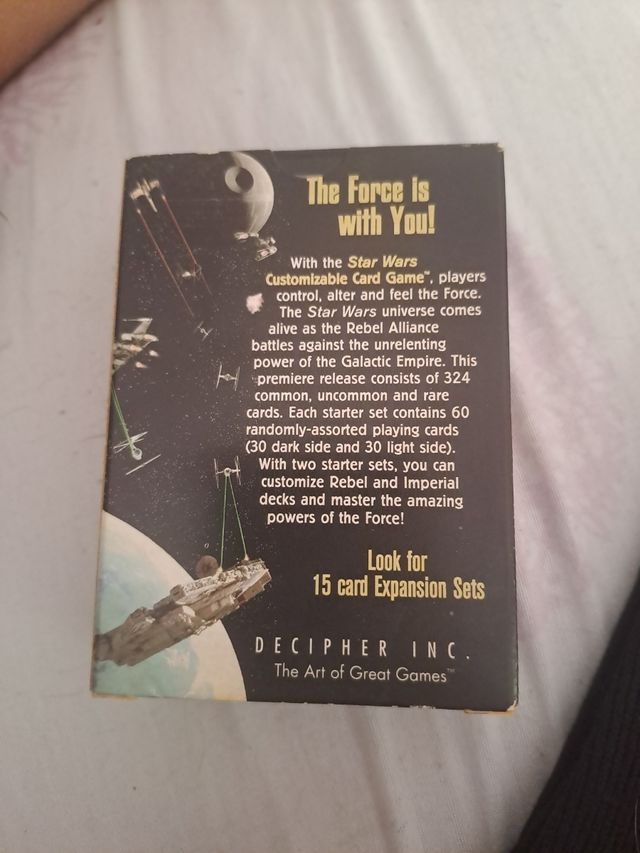 The Force is
with You!
With the Star Wars
Customizable Card Game™, players
control, alter and feel the Force.
The Star Wars universe comes
alive as the Rebel Alliance
battles against the unrelenting
power of the Galactic Empire. This
premiere release consists of 324
common, uncommon and rare
cards. Each starter set contains 60
randomly-assorted playing cards
(30 dark side and 30 light side).
With two starter sets, you can
customize Rebel and Imperial
decks and master the amazing
powers of the Force!
Look for
15 card Expansion Sets
DECIPHER INC.
The Art of Great Games™